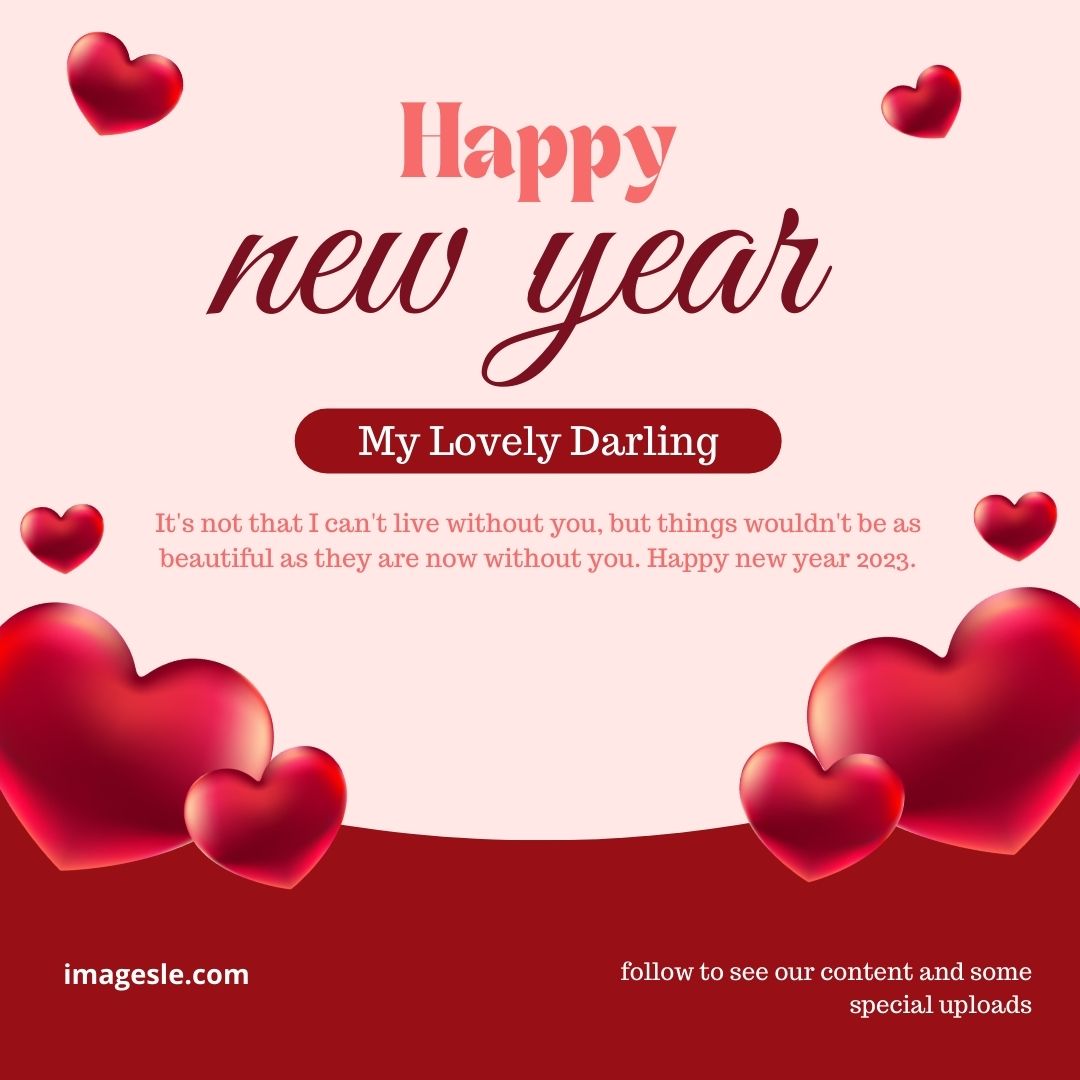 Happy
new year
My Lovely Darling
It's not that I can't live without you, but things wouldn't be as
beautiful as they are now without you. Happy new year 2023.
imagesle.com
follow to see our content and some
special uploads